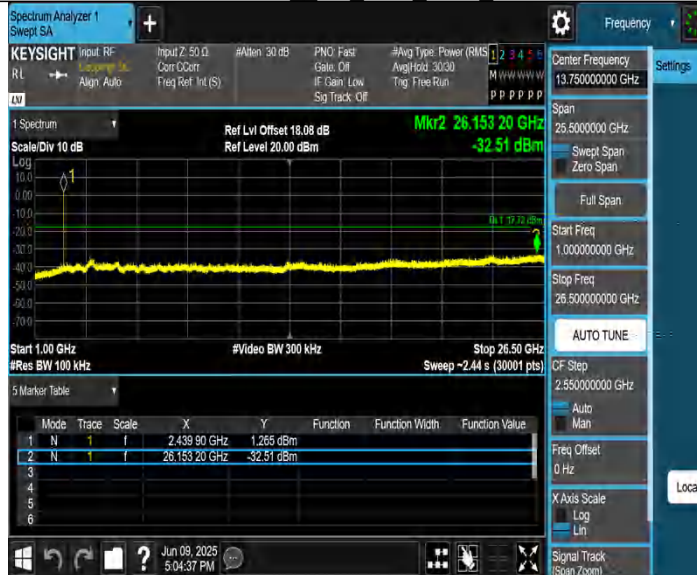 Spectrum Analyzer 1
Swept SA
Frequency
KEYSIGHT
Input: RF
Input Z: 50 Ω
#Atten: 30 dB
PNO: Fast
#Avg Type: Power (RMS
1 2 3 4 5 6
RL
Corr CCorr
Gate: Off
Avg|Hold: 30/30
M W W W W W
Align: Auto
Freq Ref: Int (S)
IF Gain: Low
Trig: Free Run
Sig Track: Off
P P P P P P
LXI
Center Frequency
13.750000000 GHz
Settings
Span
25.5000000 GHz
Swept Span
Zero Span
Full Span
Start Freq
1.000000000 GHz
Stop Freq
26.500000000 GHz
AUTO TUNE
CF Step
2.550000000 GHz
Auto
Man
Freq Offset
0 Hz
X Axis Scale
Log
Lin
Signal Track
(Span Zoom)
Local
1 Spectrum
Ref Lvl Offset 18.08 dB
Mkr2 26.153 20 GHz
Scale/Div 10 dB
Ref Level 20.00 dBm
-32.51 dBm
Log
10.0
0.00
-10.0
-20.0
-30.0
-40.0
-50.0
-60.0
-70.0
1
2
Start 1.00 GHz
#Video BW 300 kHz
Stop 26.50 GHz
#Res BW 100 kHz
Sweep ~2.44 s (30001 pts)
5 Marker Table
Mode Trace Scale X Y Function Function Width Function Value
1 N 1 f 2.439 90 GHz 1.265 dBm
2 N 1 f 26.153 20 GHz -32.51 dBm
3
4
5
6
?
Jun 09, 2025
5:04:37 PM